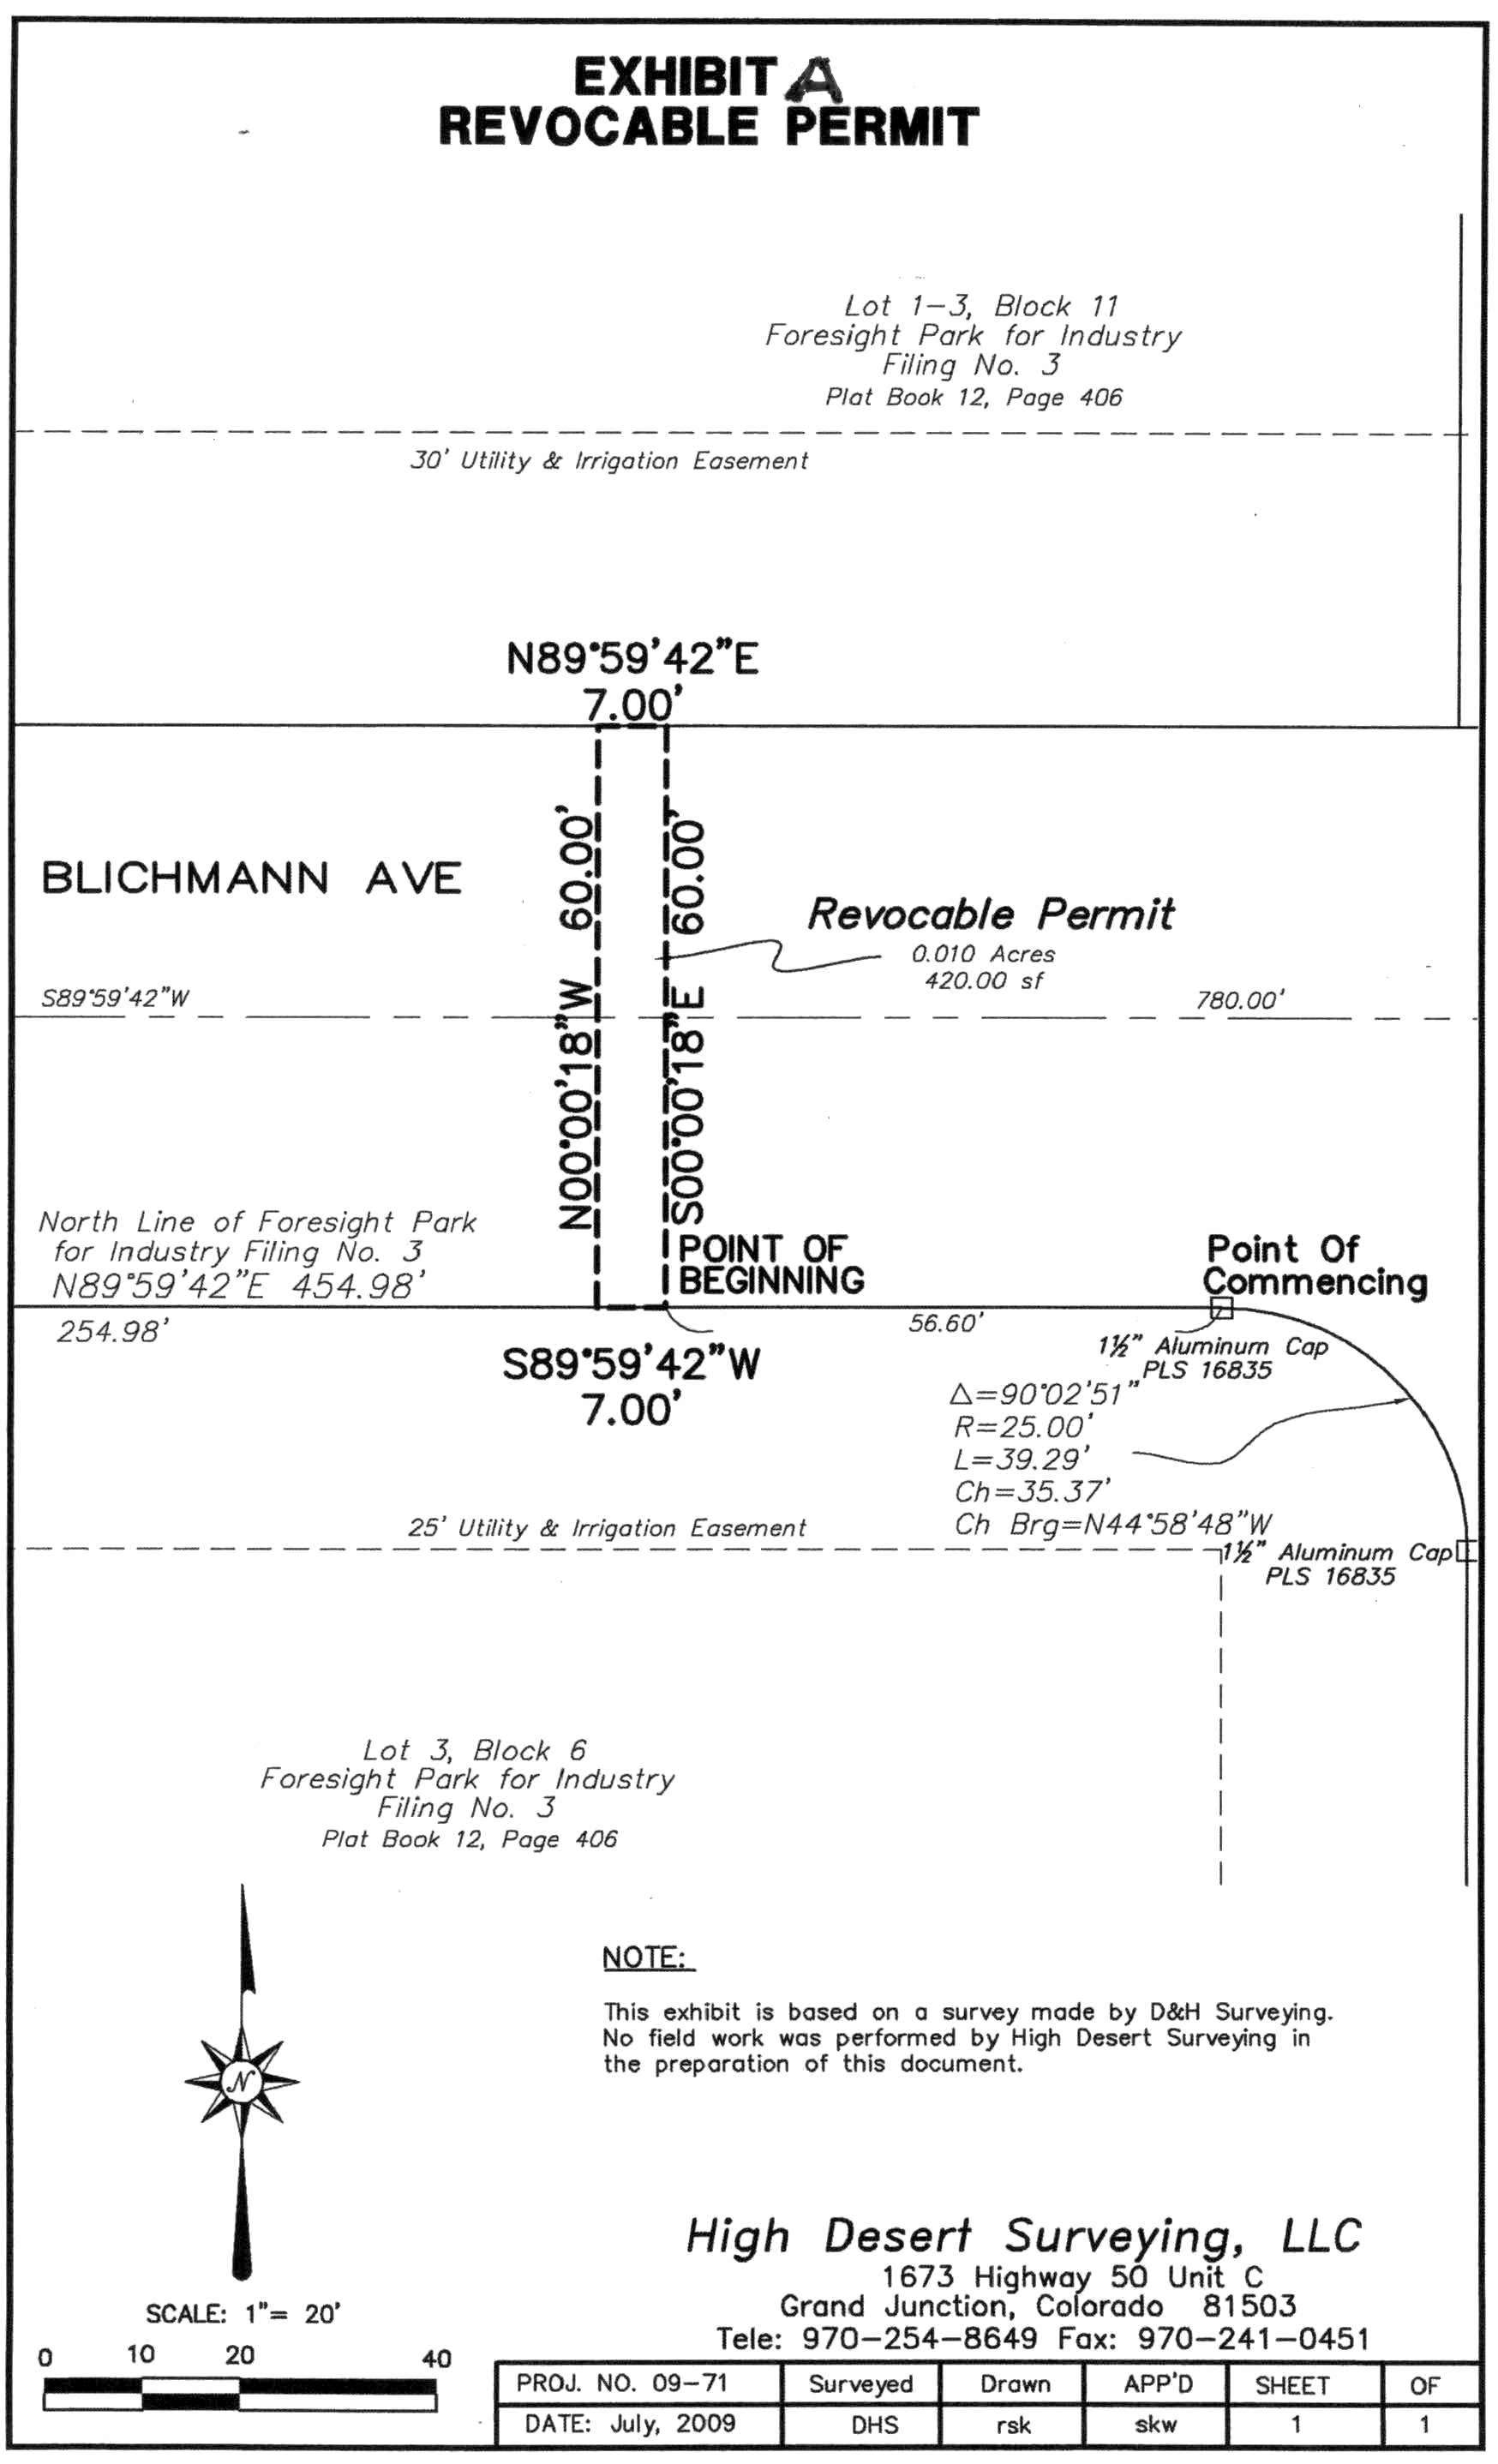 EXHIBIT A
REVOCABLE PERMIT
Lot 1-3, Block 11
Foresight Park for Industry
Filing No. 3
Plat Book 12, Page 406
30' Utility & Irrigation Easement
N89°59'42"E
7.00'
BLICHMANN AVE
N00°00'18"W 60.00'
S00°00'18"E 60.00'
Revocable Permit
0.010 Acres
420.00 sf
S89°59'42"W
780.00'
North Line of Foresight Park
for Industry Filing No. 3
N89°59'42"E 454.98'
POINT OF
BEGINNING
Point Of
Commencing
254.98'
56.60'
S89°59'42"W
7.00'
1½" Aluminum Cap
PLS 16835
Δ=90°02'51"
R=25.00'
L=39.29'
Ch=35.37'
Ch Brg=N44°58'48"W
25' Utility & Irrigation Easement
1½" Aluminum Cap
PLS 16835
Lot 3, Block 6
Foresight Park for Industry
Filing No. 3
Plat Book 12, Page 406
NOTE:
This exhibit is based on a survey made by D&H Surveying.
No field work was performed by High Desert Surveying in
the preparation of this document.
N
High Desert Surveying, LLC
1673 Highway 50 Unit C
Grand Junction, Colorado 81503
Tele: 970-254-8649 Fax: 970-241-0451
SCALE: 1"= 20'
0 10 20 40
PROJ. NO. 09-71 Surveyed Drawn APP'D SHEET OF
DATE: July, 2009 DHS rsk skw 1 1